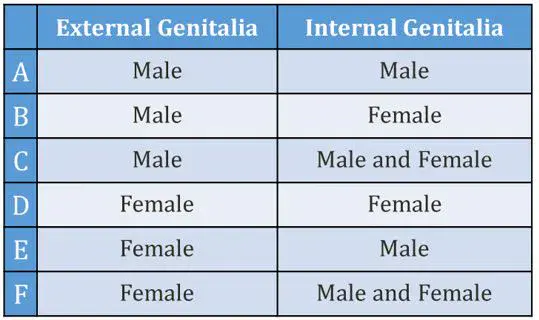 External Genitalia Internal Genitalia
A Male Male
B Male Female
C Male Male and Female
D Female Female
E Female Male
F Female Male and Female